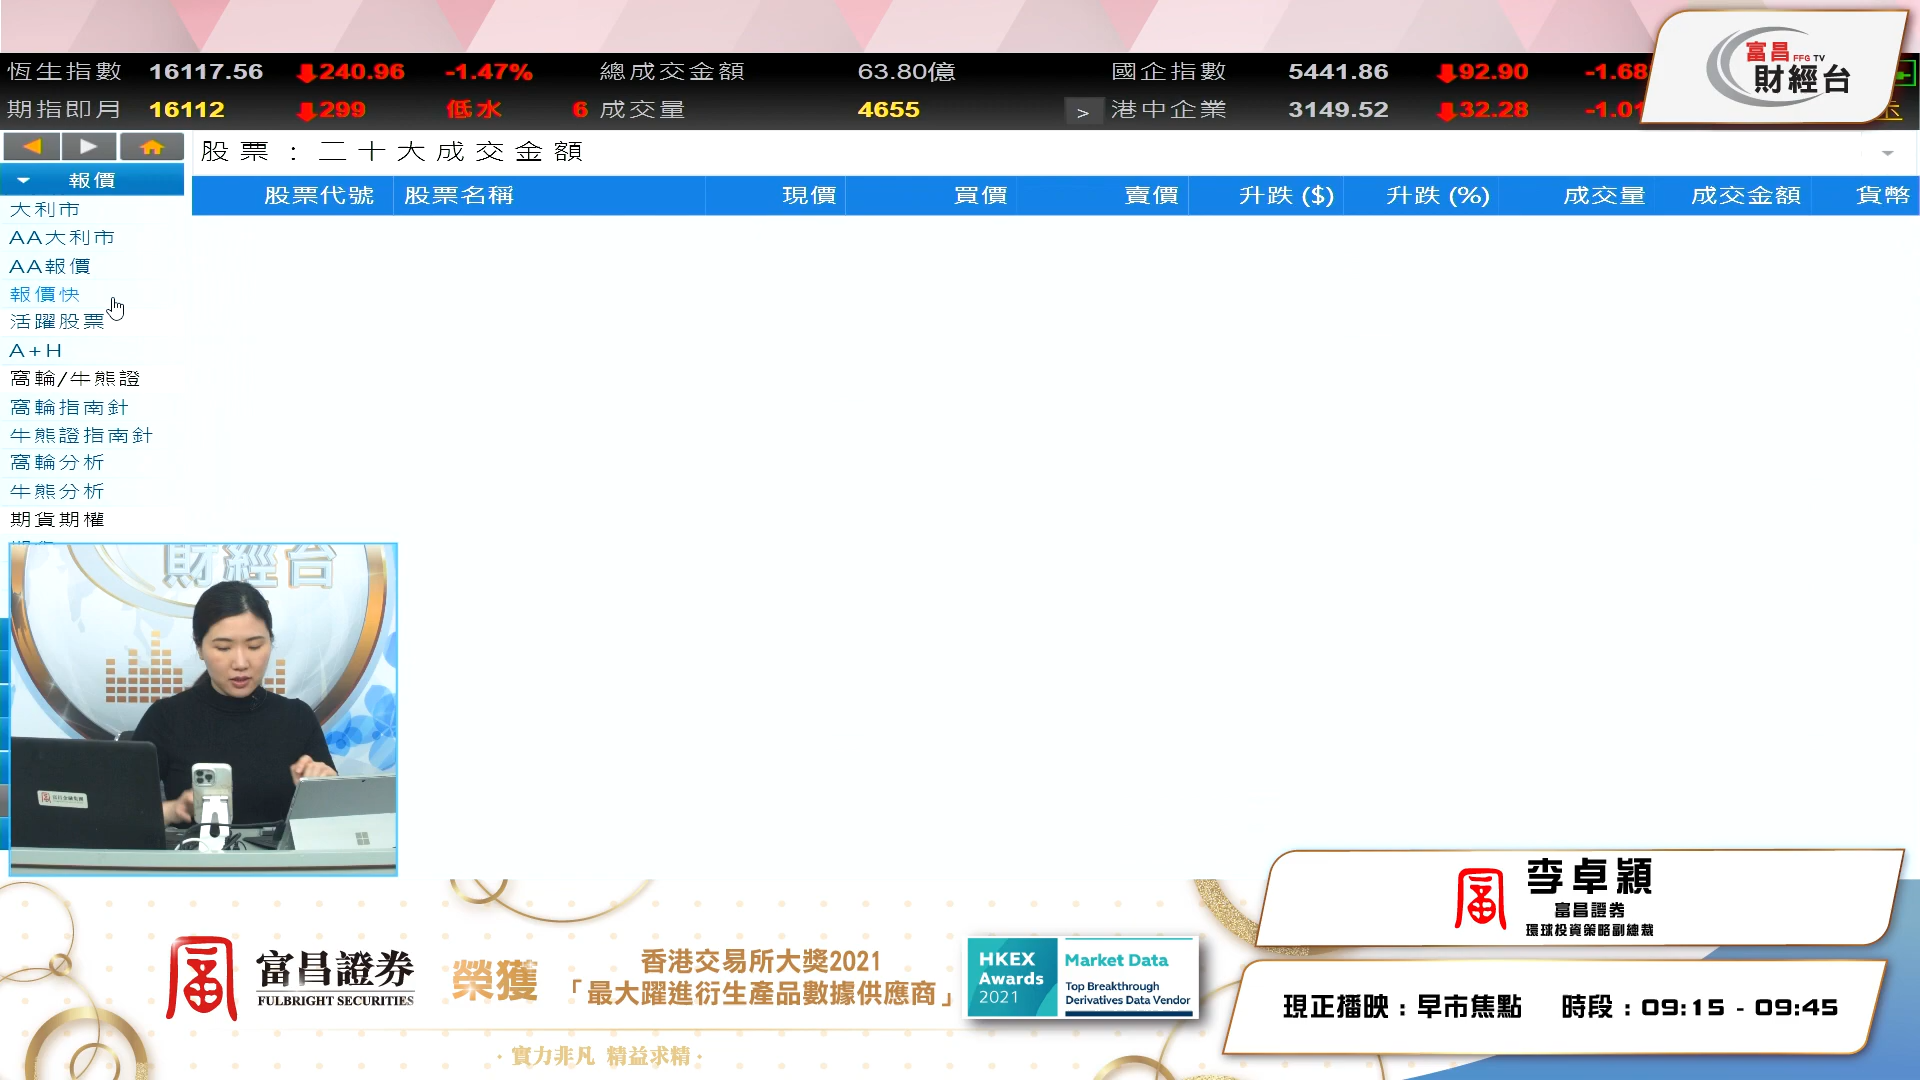 恆生指數 16117.56 240.96 -1.47% 總成交金額 63.80億 國企指數 5441.86 92.90 -1.68
期指即月 16112 299 低水 6 成交量 4655 > 港中企業 3149.52 32.28 -1.01
富昌 FFG TV
財經台
股票：二十大成交金額
報價
股票代號 股票名稱 現價 買價 賣價 升跌 ($) 升跌 (%) 成交量 成交金額 貨幣
大利市
AA大利市
AA報價
報價快
活躍股票
A+H
窩輪/牛熊證
窩輪指南針
牛熊證指南針
窩輪分析
牛熊分析
期貨期權
財經台
李卓穎
富昌證券
環球投資策略副總裁
富昌證券
FULBRIGHT SECURITIES
榮獲
香港交易所大獎2021
「最大躍進衍生產品數據供應商」
HKEX
Awards
2021
Market Data
Top Breakthrough
Derivatives Data Vendor
現正播映：早市焦點 時段：09:15 - 09:45
·實力非凡 精益求精·